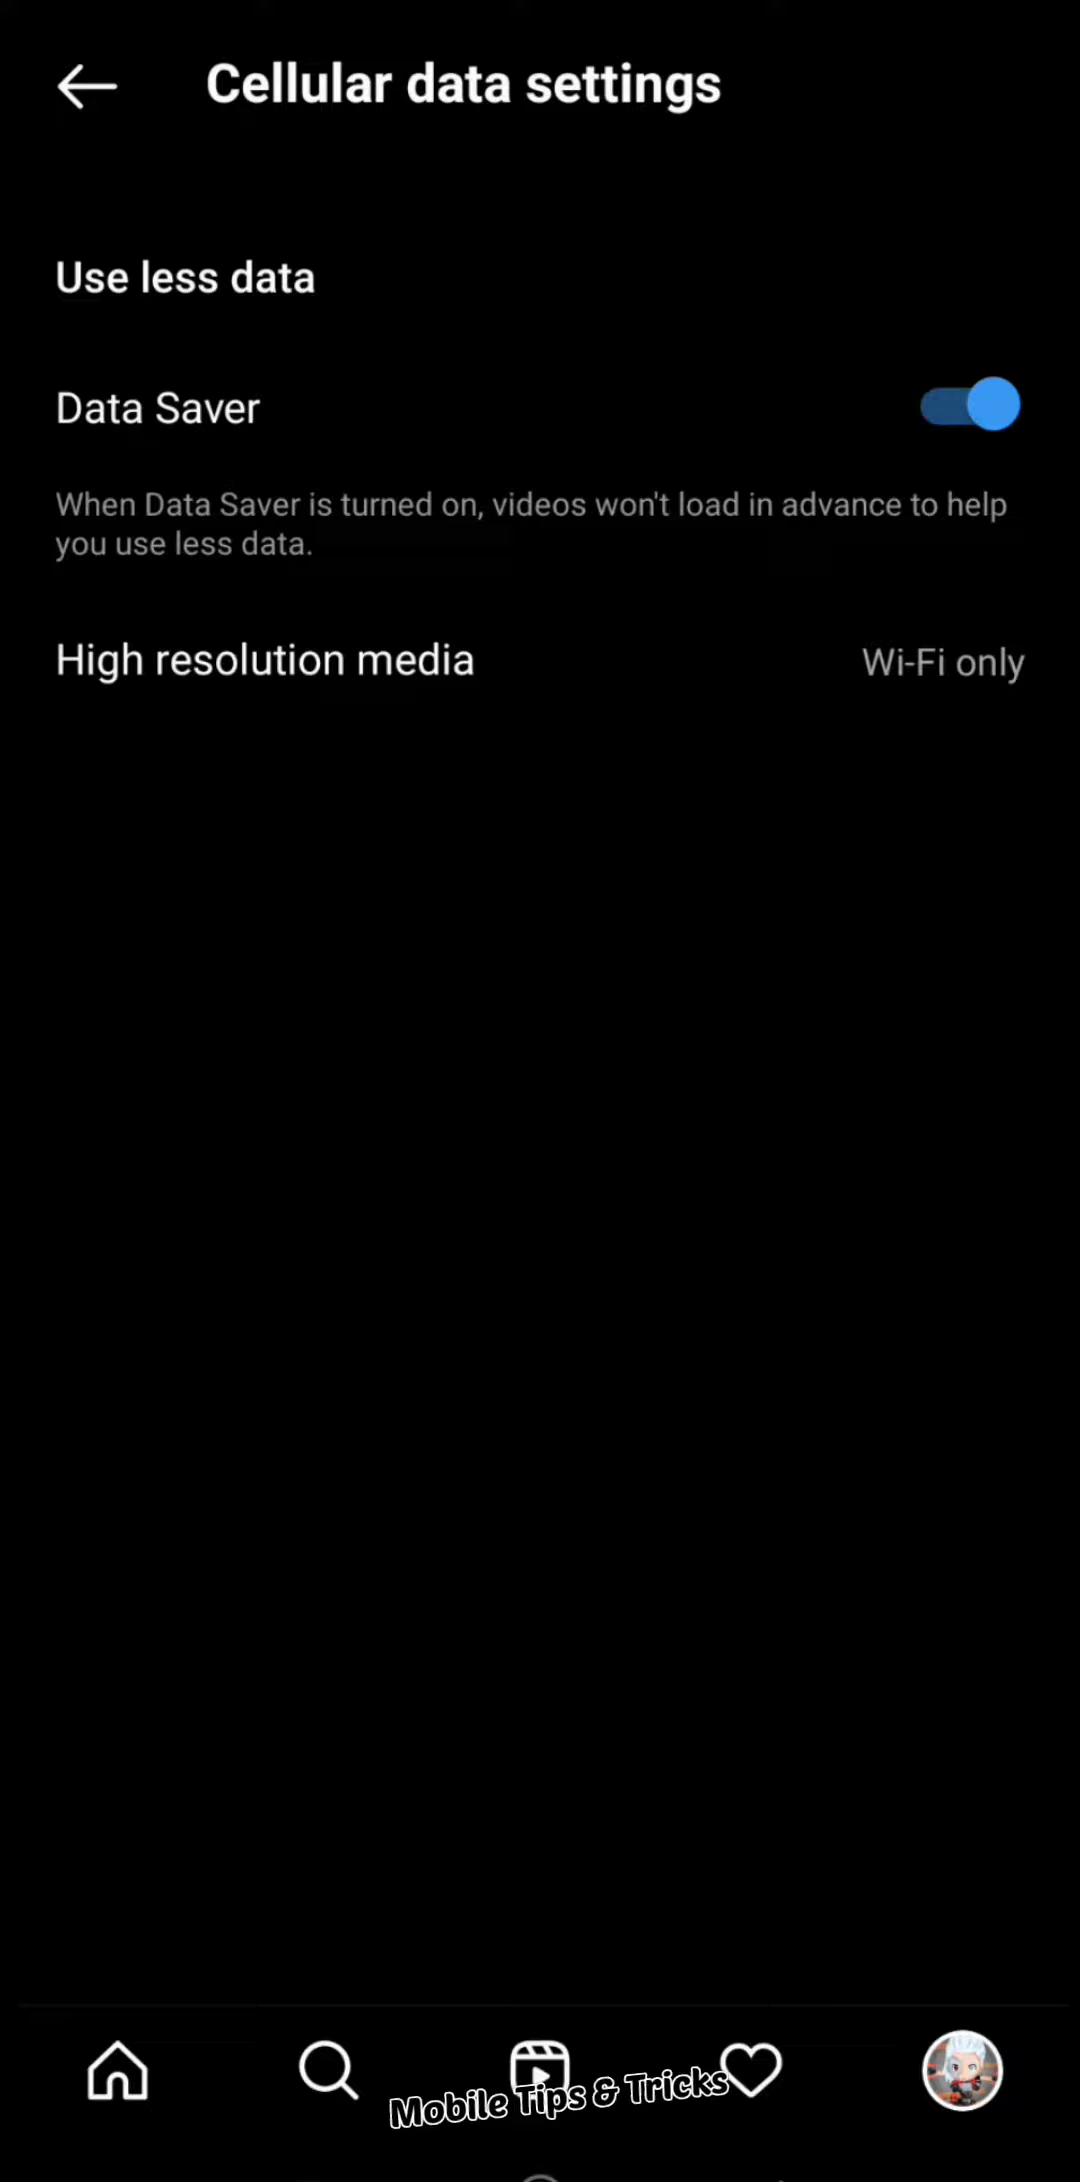 Cellular data settings
Use less data
Data Saver
When Data Saver is turned on, videos won't load in advance to help
you use less data.
High resolution media
Wi-Fi only
Mobile Tips & Tricks